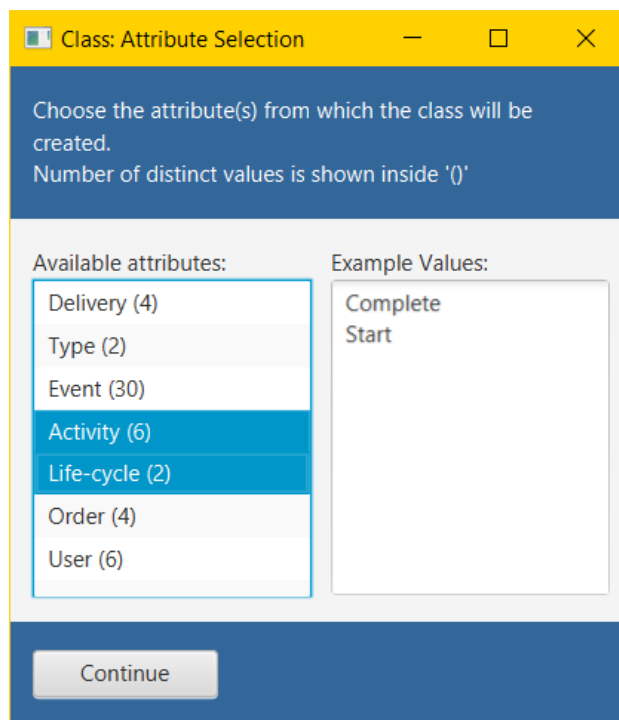 Class: Attribute Selection
Choose the attribute(s) from which the class will be
created.
Number of distinct values is shown inside '()'
Available attributes:
Delivery (4)
Type (2)
Event (30)
Activity (6)
Life-cycle (2)
Order (4)
User (6)
Example Values:
Complete
Start
Continue